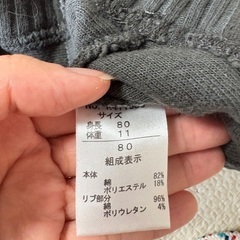 サイズ
身長 80
体重 11
80
組成表示
本体
綿 82%
ポリエステル 18%
リブ部分
綿 96%
ポリウレタン 4%